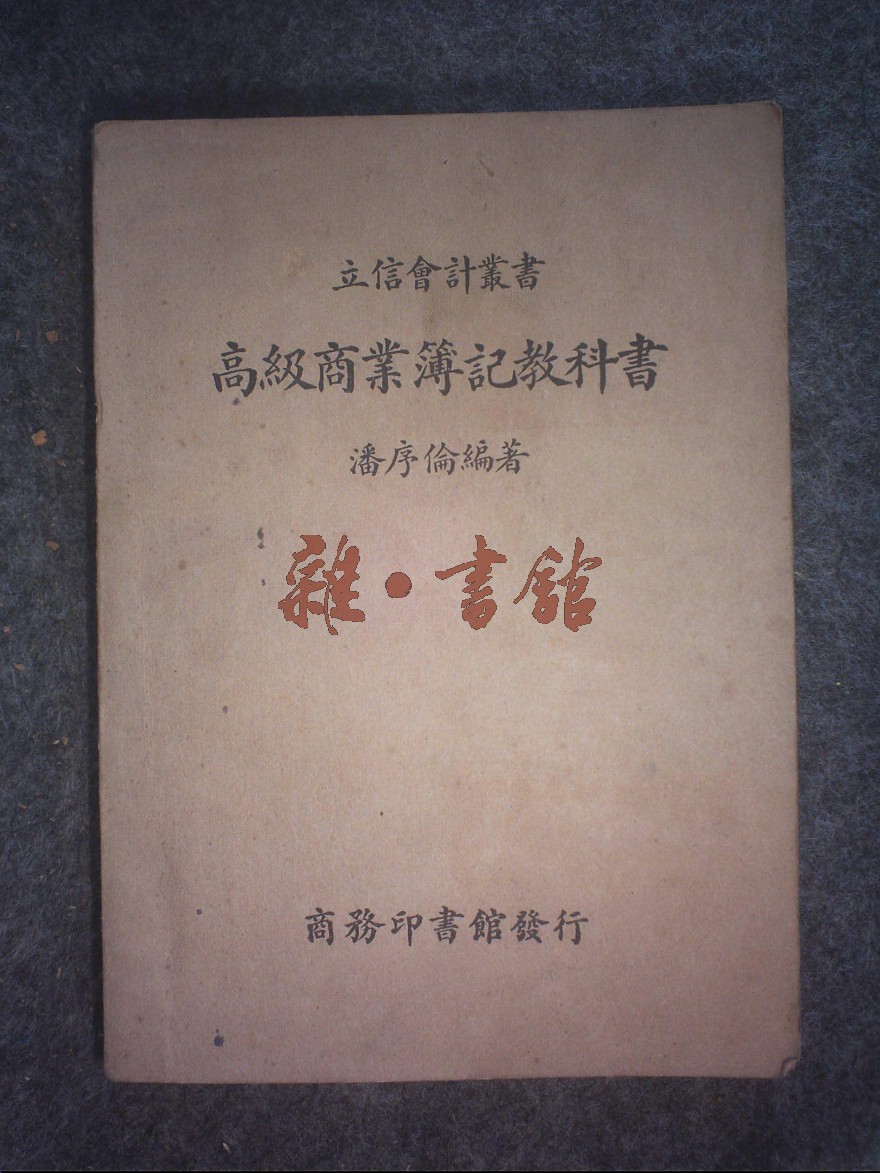 立信會計叢書
高級商業簿記教科書
潘序倫編著
雜·書館
商務印書館發行